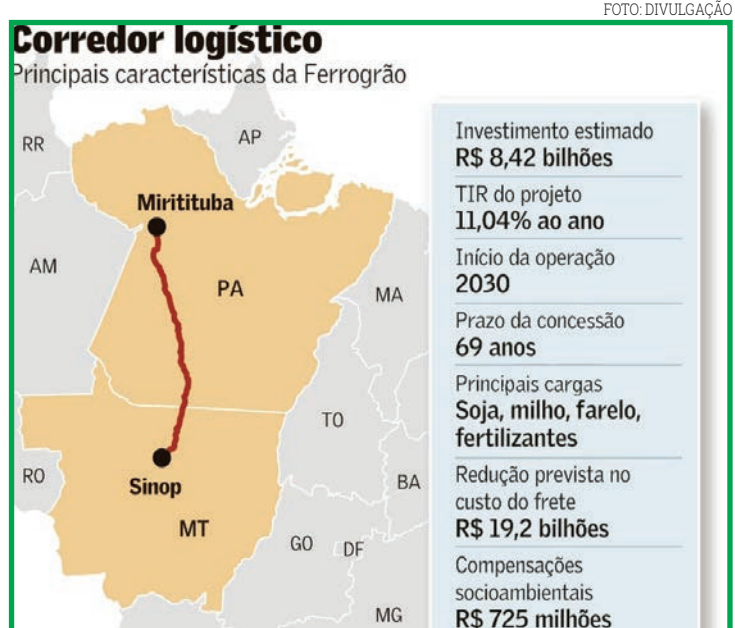 FOTO: DIVULGAÇÃO
Corredor logístico
Principais características da Ferrogrão
RR
AP
Miritituba
AM
PA
MA
TO
RO
Sinop
BA
MT
GO
DF
MG
Investimento estimado
R$ 8,42 bilhões
TIR do projeto
11,04% ao ano
Início da operação
2030
Prazo da concessão
69 anos
Principais cargas
Soja, milho, farelo,
fertilizantes
Redução prevista no
custo do frete
R$ 19,2 bilhões
Compensações
socioambientais
R$ 725 milhões